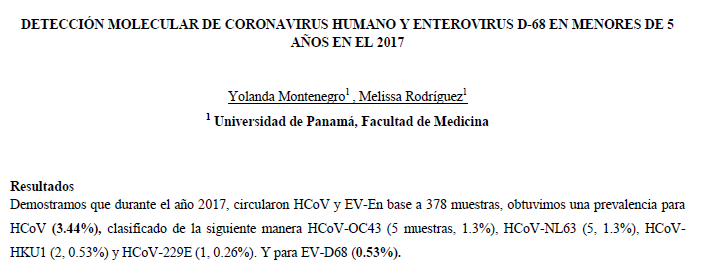 DETECCIÓN MOLECULAR DE CORONAVIRUS HUMANO Y ENTEROVIRUS D-68 EN MENORES DE 5
AÑOS EN EL 2017
Yolanda Montenegro¹ , Melissa Rodríguez¹
¹ Universidad de Panamá, Facultad de Medicina
Resultados
Demostramos que durante el año 2017, circularon HCoV y EV-En base a 378 muestras, obtuvimos una prevalencia para
HCoV (3.44%), clasificado de la siguiente manera HCoV-OC43 (5 muestras, 1.3%), HCoV-NL63 (5, 1.3%), HCoV-
HKU1 (2, 0.53%) y HCoV-229E (1, 0.26%). Y para EV-D68 (0.53%).